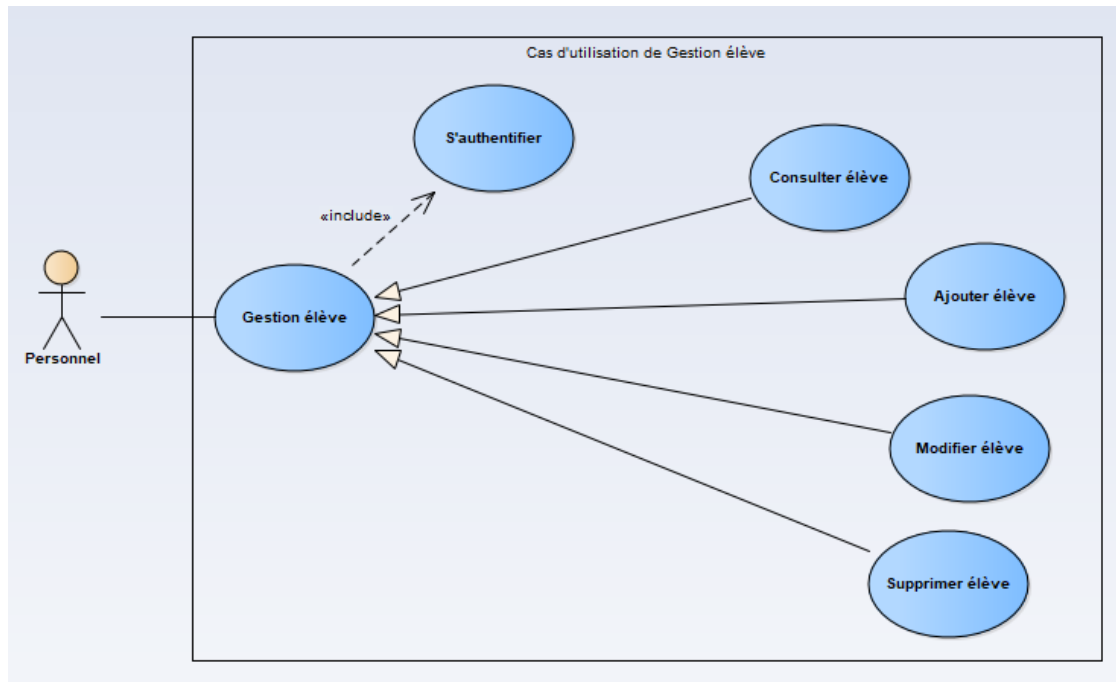 Cas d'utilisation de Gestion élève
S'authentifier
Consulter élève
«include»
Ajouter élève
Gestion élève
Personnel
Modifier élève
Supprimer élève